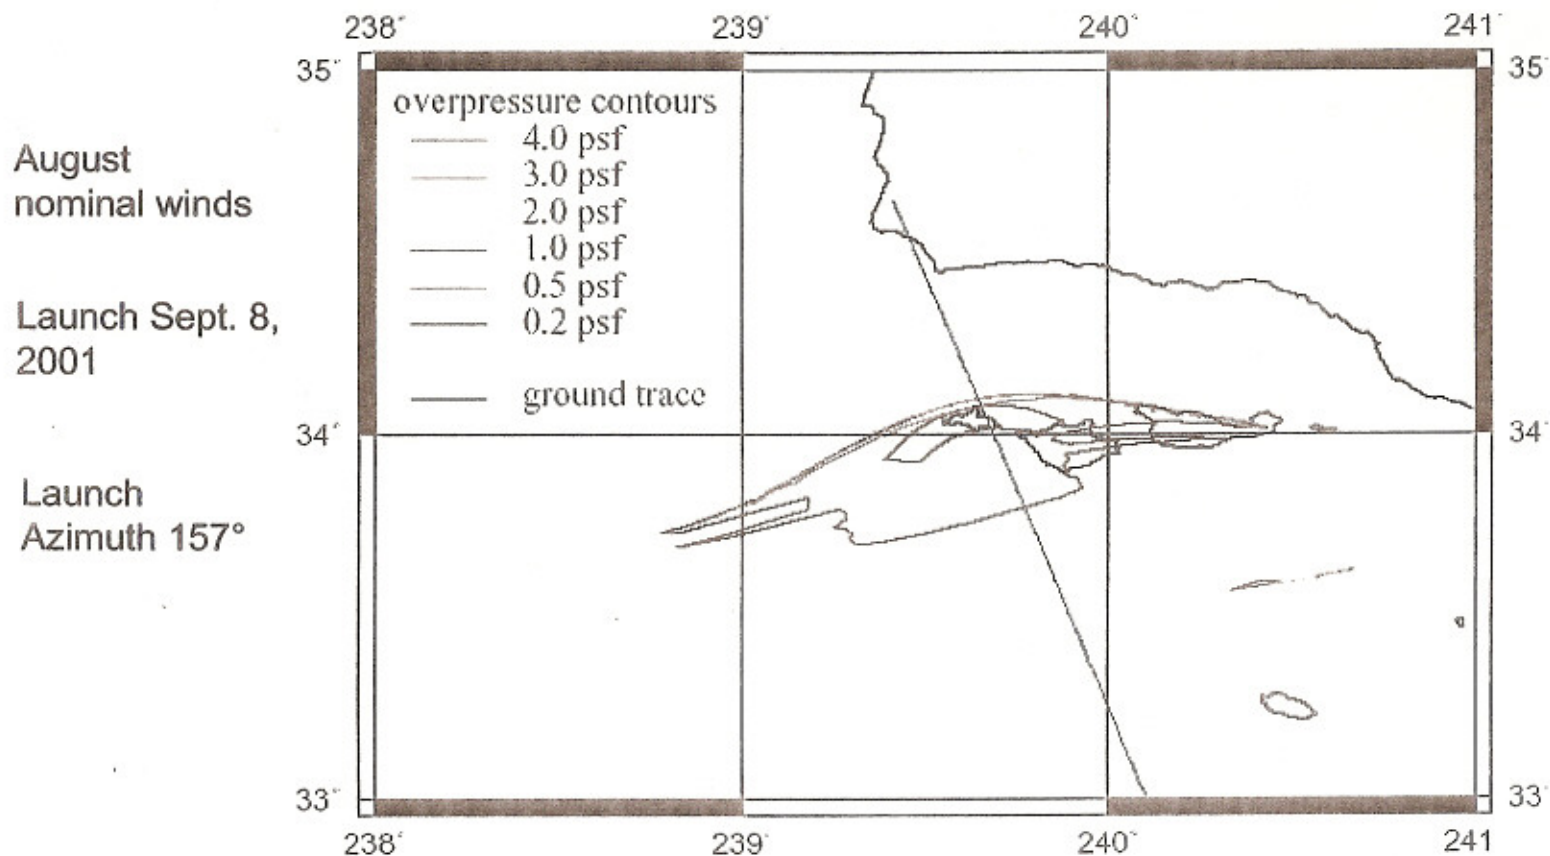 238° 239° 240° 241°
35° 35°
overpressure contours
4.0 psf
3.0 psf
2.0 psf
1.0 psf
0.5 psf
0.2 psf
ground trace
August
nominal winds
Launch Sept. 8,
2001
34° 34°
Launch
Azimuth 157°
33° 33°
238° 239° 240° 241